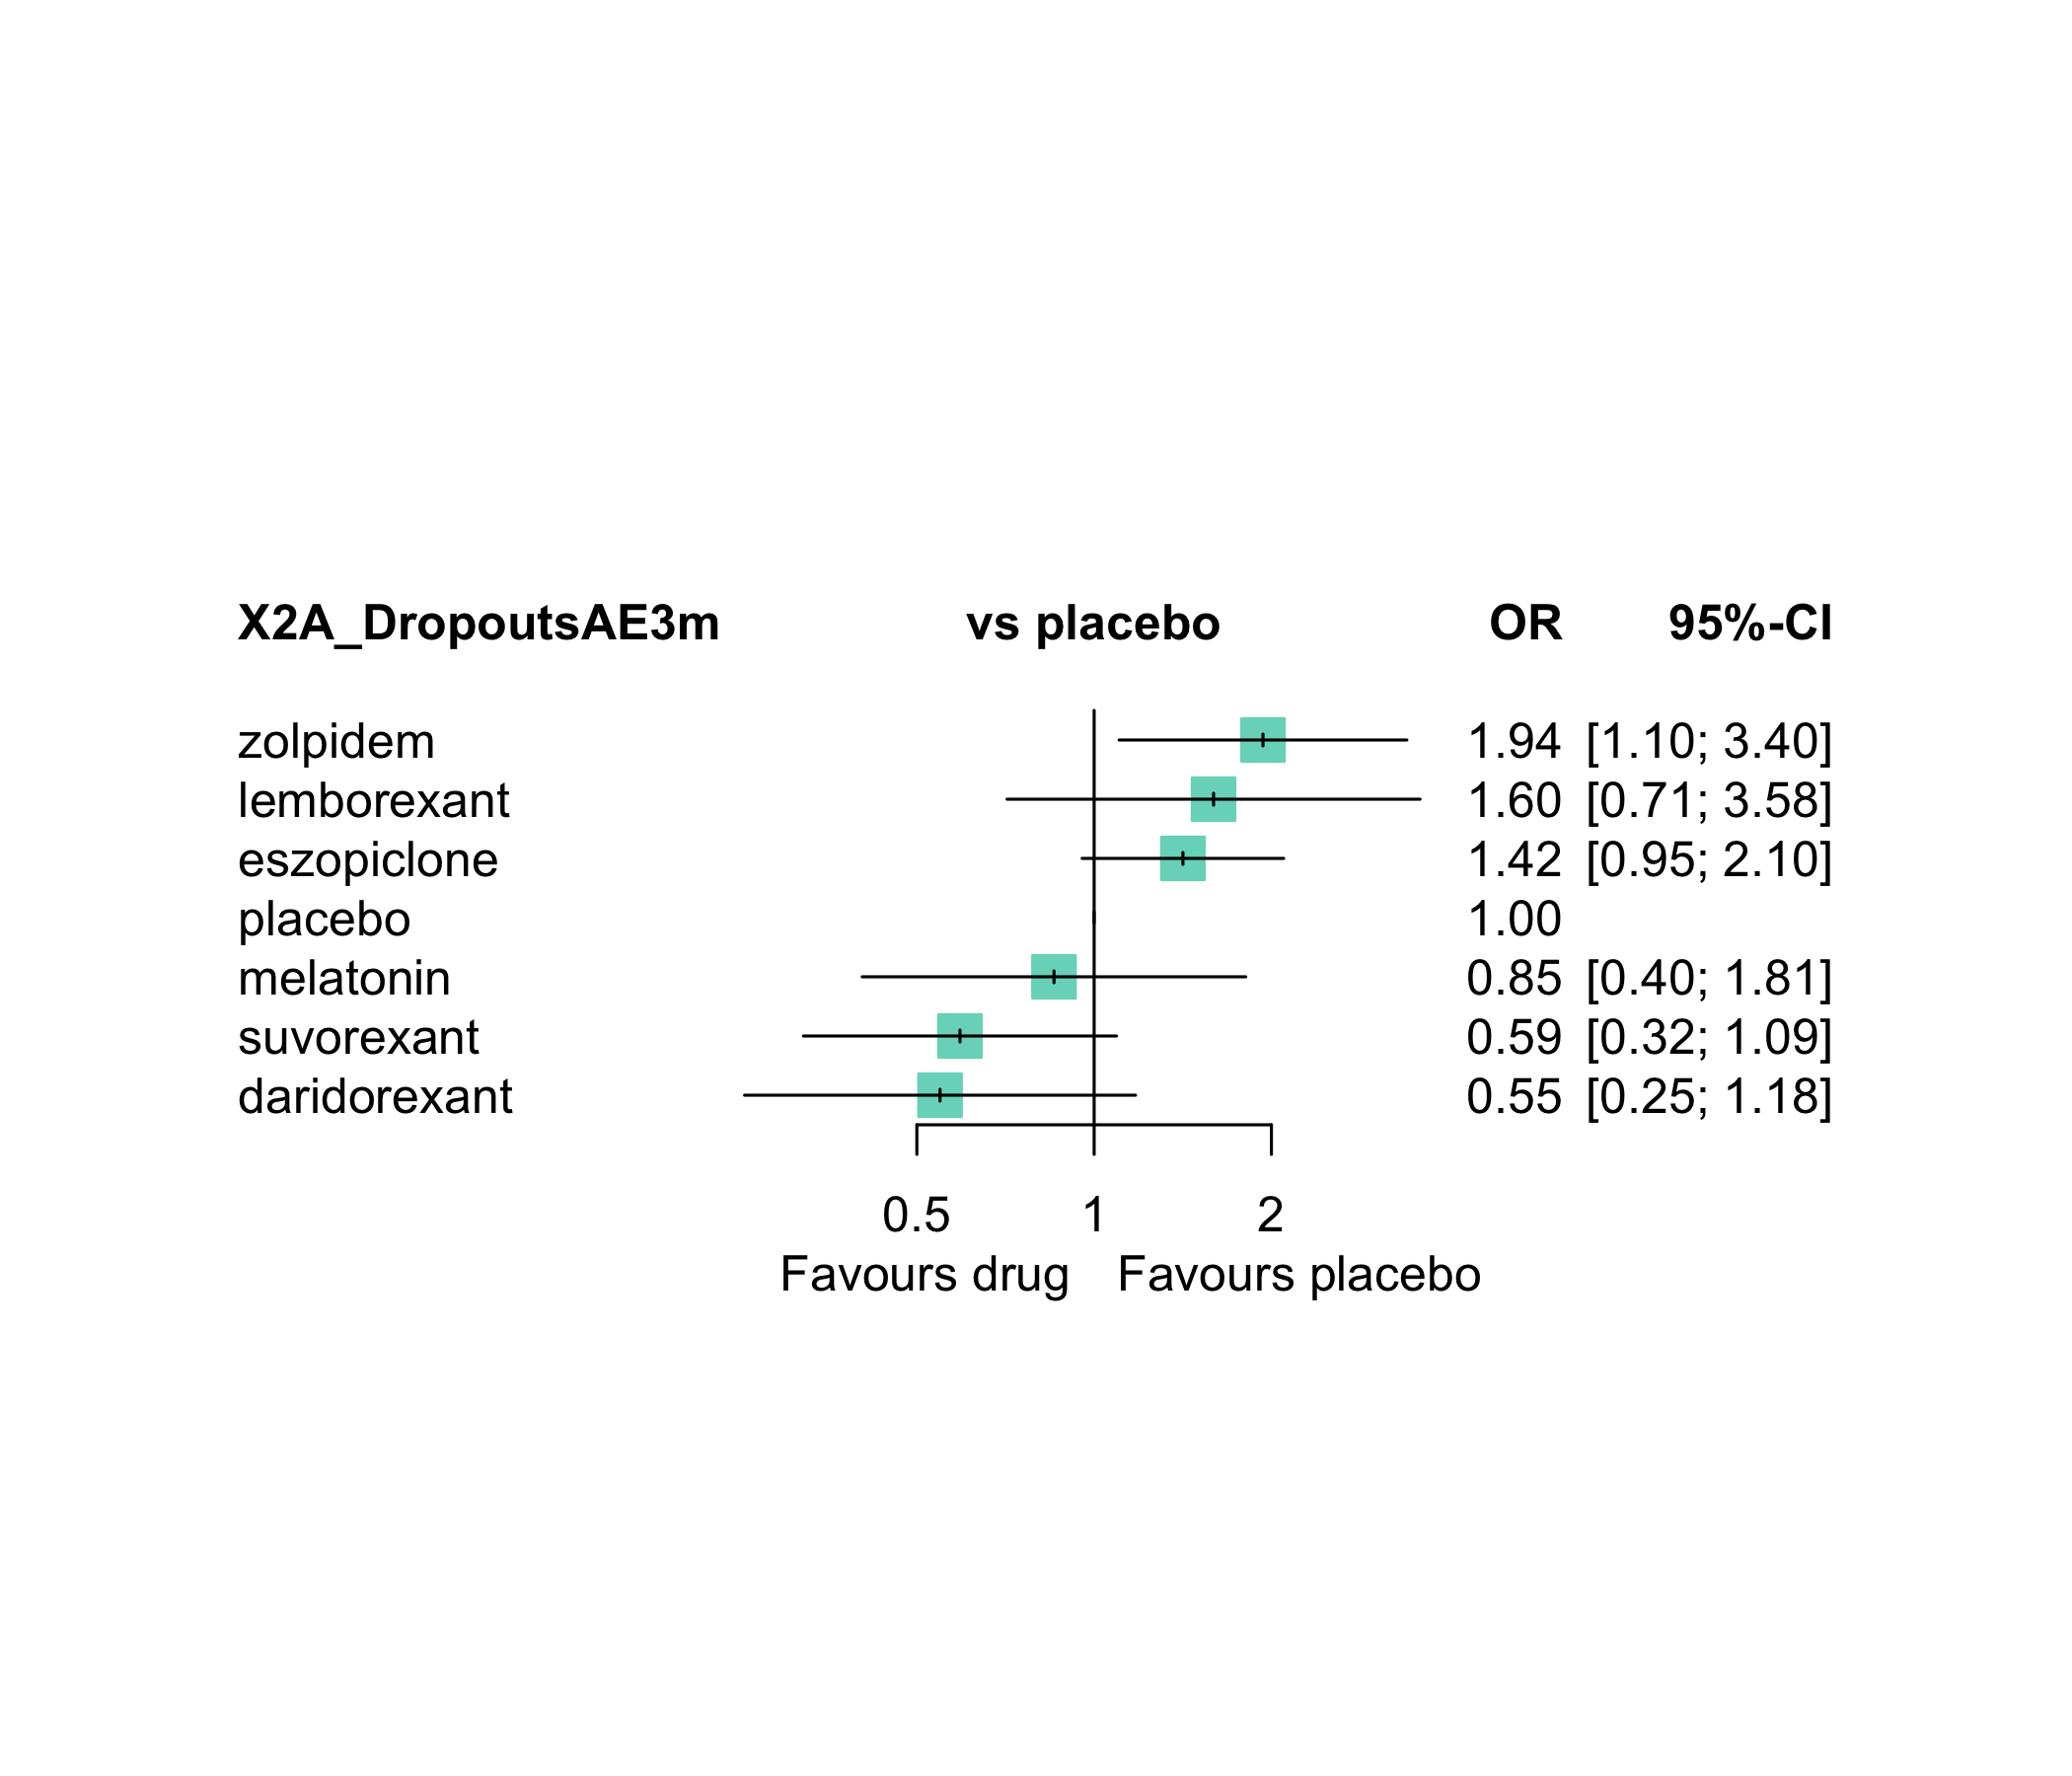 X2A_DropoutsAE3m vs placebo OR 95%-CI
zolpidem 1.94 [1.10; 3.40]
lemborexant 1.60 [0.71; 3.58]
eszopiclone 1.42 [0.95; 2.10]
placebo 1.00
melatonin 0.85 [0.40; 1.81]
suvorexant 0.59 [0.32; 1.09]
daridorexant 0.55 [0.25; 1.18]
0.5 1 2
Favours drug Favours placebo